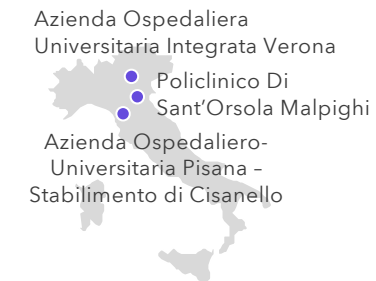 Azienda Ospedaliera
Universitaria Integrata Verona
Policlinico Di
Sant’Orsola Malpighi
Azienda Ospedaliero-
Universitaria Pisana –
Stabilimento di Cisanello